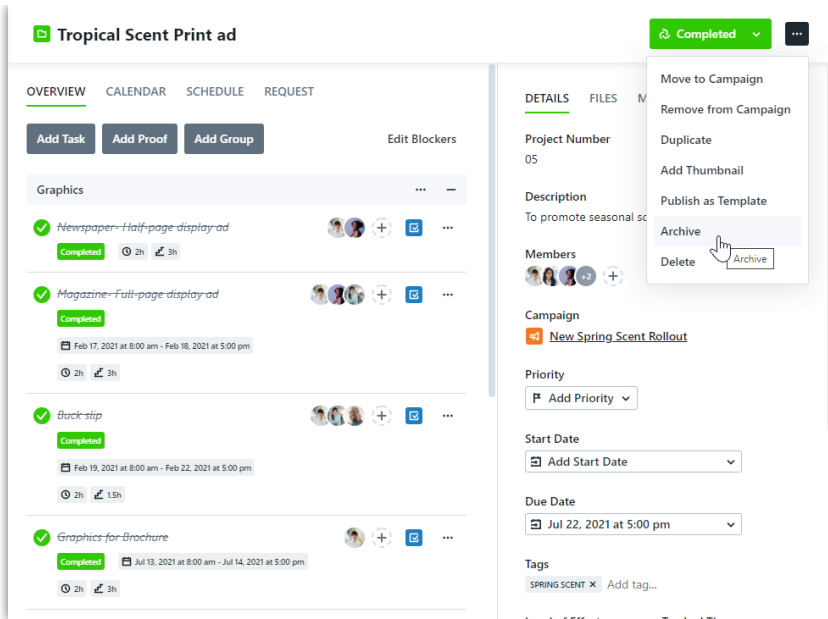 Tropical Scent Print ad
Completed
...
OVERVIEW CALENDAR SCHEDULE REQUEST
Add Task Add Proof Add Group Edit Blockers
Graphics
Newspaper- Half-page display ad
Completed 2h 3h
Magazine- Full-page display ad
Completed
Feb 17, 2021 at 8:00 am - Feb 18, 2021 at 5:00 pm
2h 3h
Buck slip
Completed
Feb 19, 2021 at 8:00 am - Feb 22, 2021 at 5:00 pm
2h 1.5h
Graphics for Brochure
Completed Jul 13, 2021 at 8:00 am - Jul 14, 2021 at 5:00 pm
2h 3h
DETAILS FILES M
Project Number
05
Description
To promote seasonal sc
Members
+2
Campaign
New Spring Scent Rollout
Priority
Add Priority
Start Date
Add Start Date
Due Date
Jul 22, 2021 at 5:00 pm
Tags
SPRING SCENT × Add tag...
Move to Campaign
Remove from Campaign
Duplicate
Add Thumbnail
Publish as Template
Archive
Archive
Delete